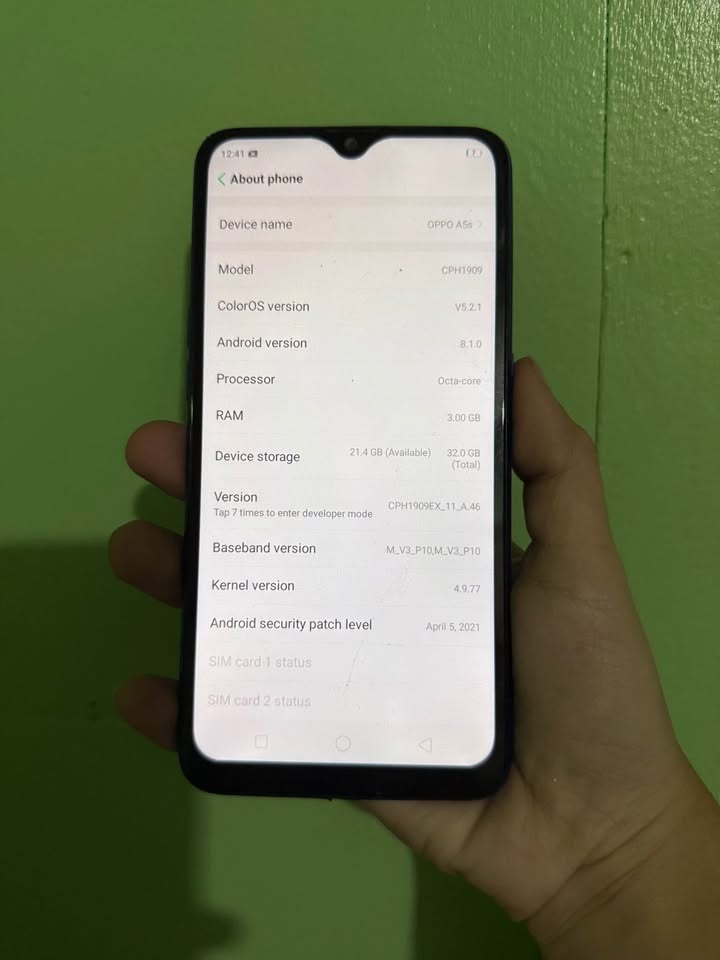 12:41
About phone
Device name OPPO A5s
Model CPH1909
ColorOS version V5.2.1
Android version 8.1.0
Processor Octa-core
RAM 3.00 GB
Device storage 21.4 GB (Available) 32.0 GB
(Total)
Version CPH1909EX_11_A.46
Tap 7 times to enter developer mode
Baseband version M_V3_P10,M_V3_P10
Kernel version 4.9.77
Android security patch level April 5, 2021
SIM card 1 status
SIM card 2 status